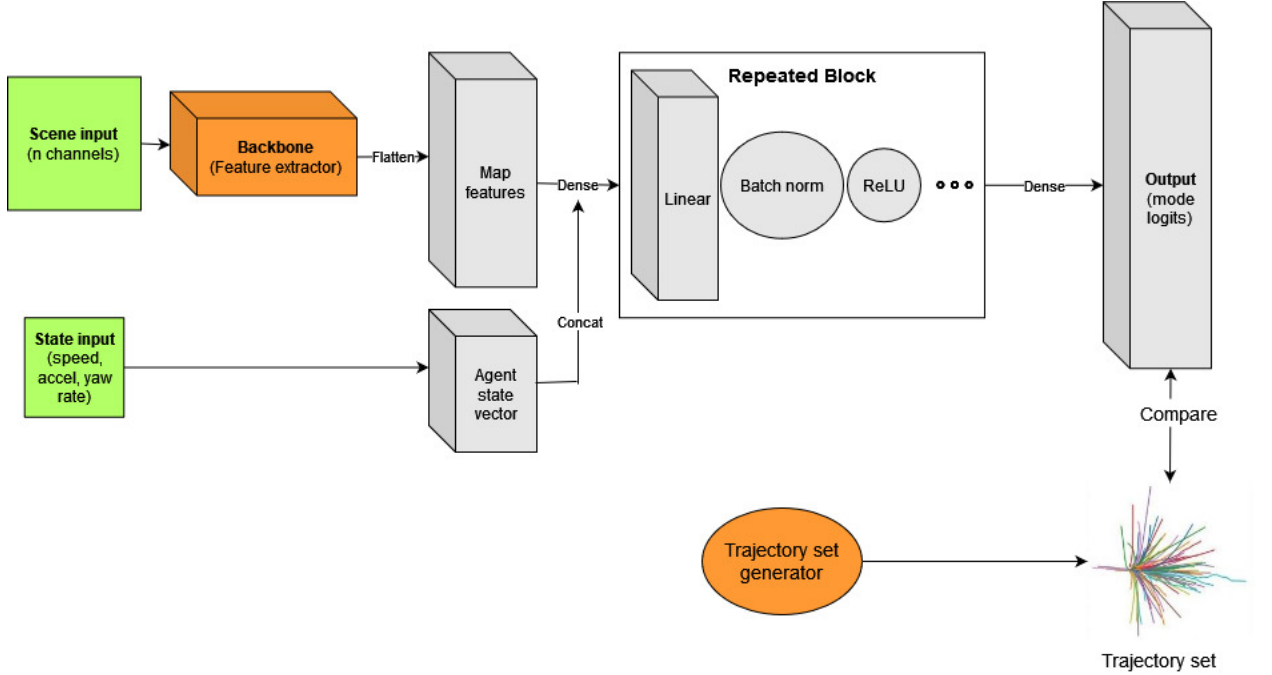 Scene input
(n channels)
Backbone
(Feature extractor)
Flatten
Map
features
Dense
Repeated Block
Linear
Batch norm
ReLU
Dense
Output
(mode
logits)
State input
(speed,
accel, yaw
rate)
Agent
state
vector
Concat
Compare
Trajectory set
generator
Trajectory set